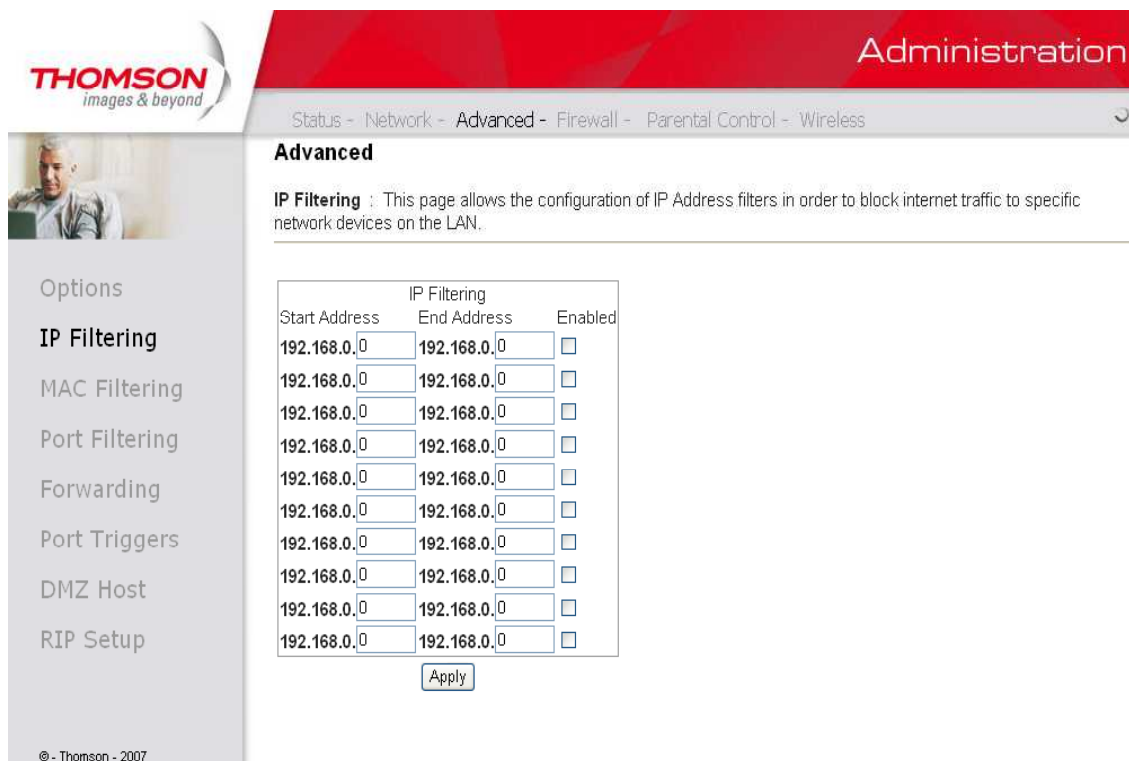 THOMSON
images & beyond
Administration
Status - Network - Advanced - Firewall - Parental Control - Wireless
Advanced
IP Filtering : This page allows the configuration of IP Address filters in order to block internet traffic to specific
network devices on the LAN.
Options
IP Filtering
MAC Filtering
Port Filtering
Forwarding
Port Triggers
DMZ Host
RIP Setup
IP Filtering
Start Address End Address Enabled
192.168.0.0 192.168.0.0
192.168.0.0 192.168.0.0
192.168.0.0 192.168.0.0
192.168.0.0 192.168.0.0
192.168.0.0 192.168.0.0
192.168.0.0 192.168.0.0
192.168.0.0 192.168.0.0
192.168.0.0 192.168.0.0
192.168.0.0 192.168.0.0
192.168.0.0 192.168.0.0
Apply
© - Thomson - 2007